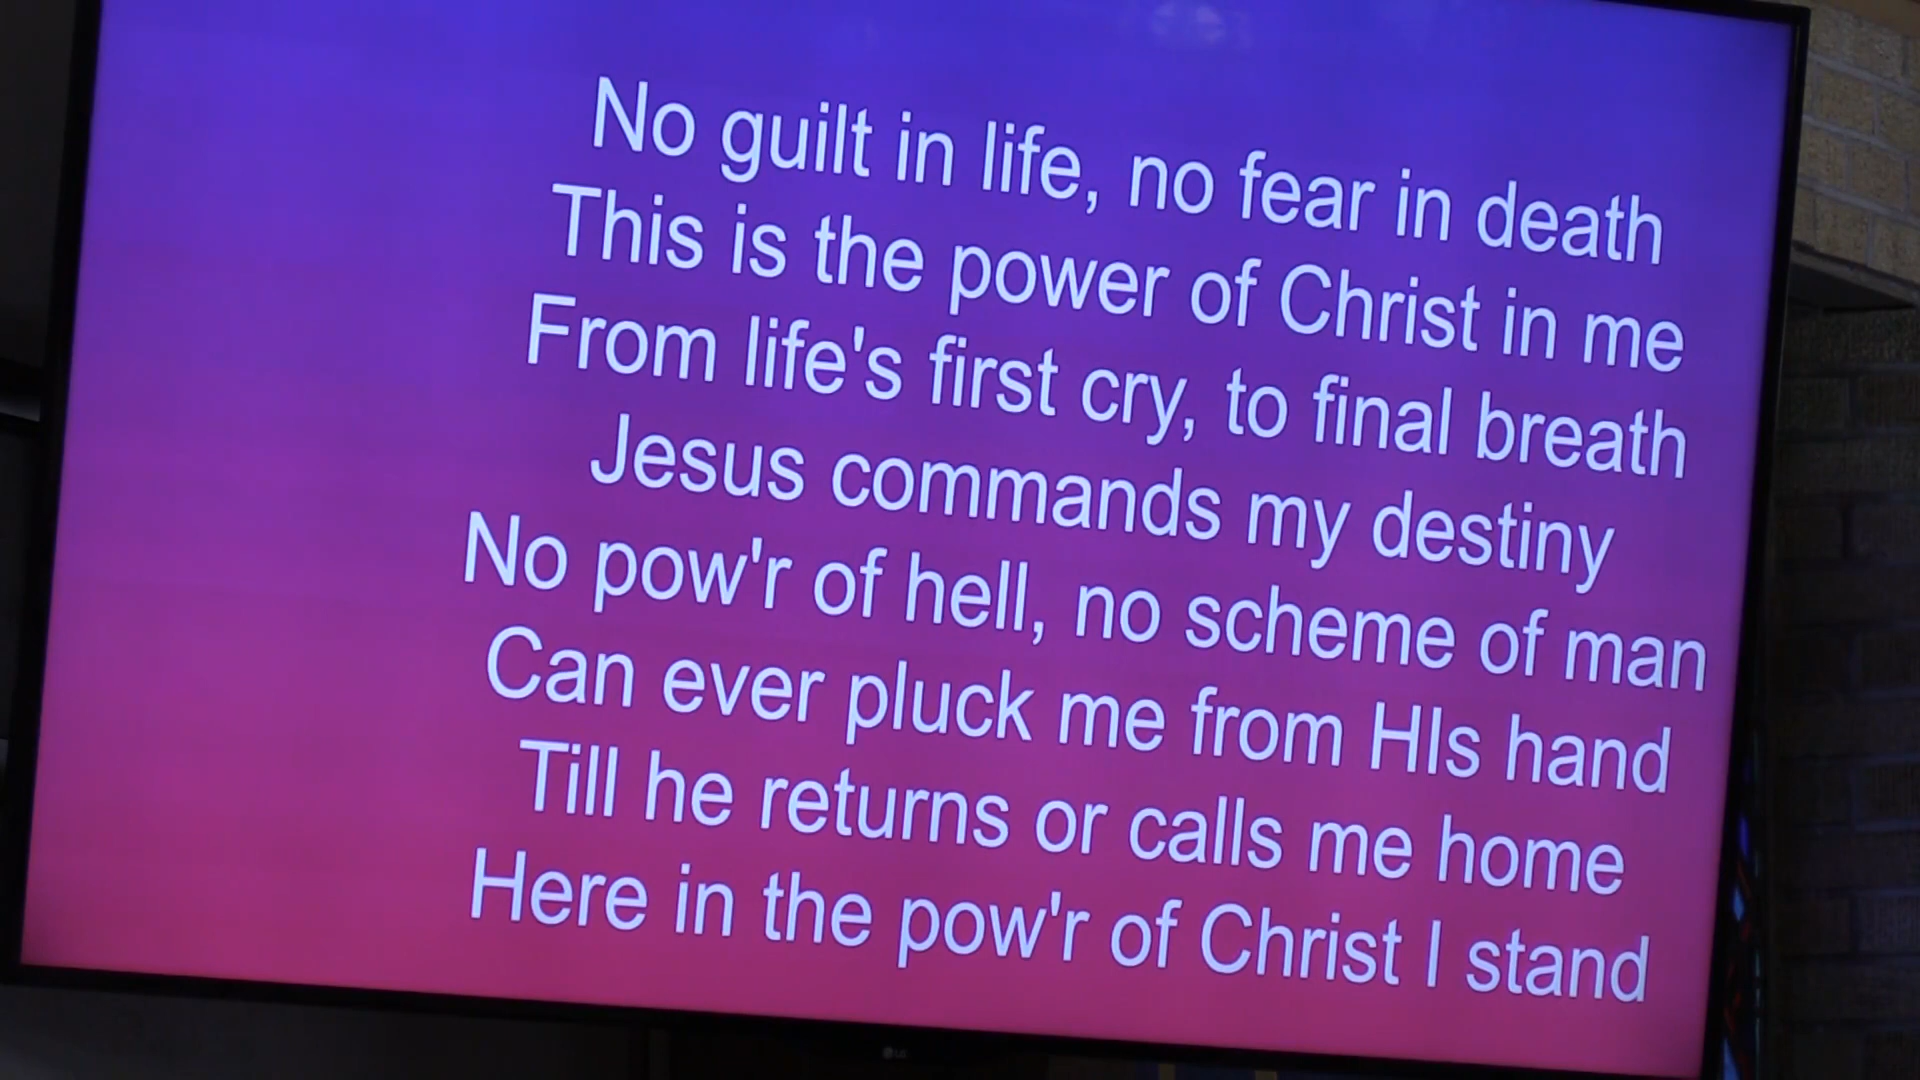 No guilt in life, no fear in death
This is the power of Christ in me
From life's first cry, to final breath
Jesus commands my destiny
No pow'r of hell, no scheme of man
Can ever pluck me from HIs hand
Till he returns or calls me home
Here in the pow'r of Christ I stand
LG